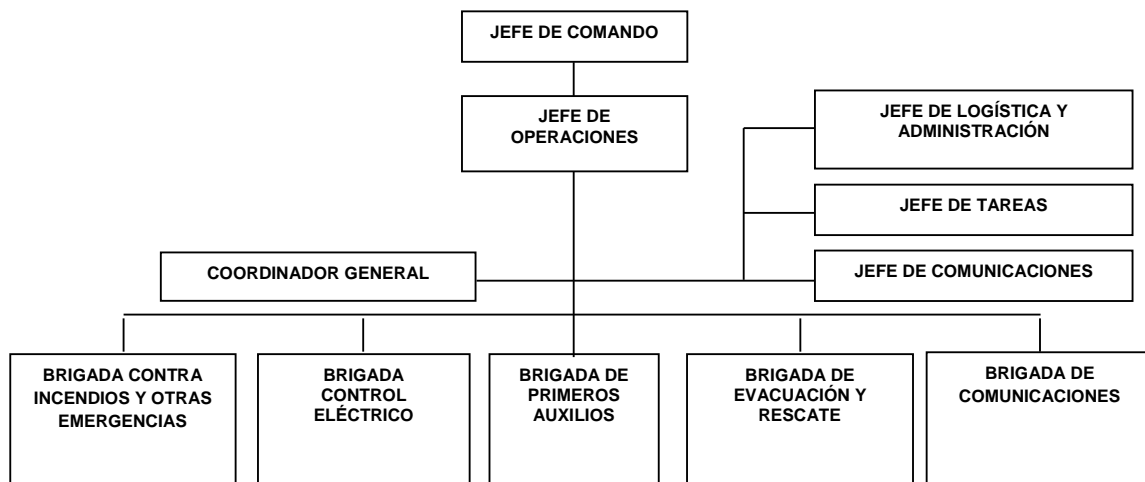 JEFE DE COMANDO
JEFE DE
OPERACIONES
JEFE DE LOGÍSTICA Y
ADMINISTRACIÓN
JEFE DE TAREAS
COORDINADOR GENERAL
JEFE DE COMUNICACIONES
BRIGADA CONTRA
INCENDIOS Y OTRAS
EMERGENCIAS
BRIGADA
CONTROL
ELÉCTRICO
BRIGADA DE
PRIMEROS
AUXILIOS
BRIGADA DE
EVACUACIÓN Y
RESCATE
BRIGADA DE
COMUNICACIONES